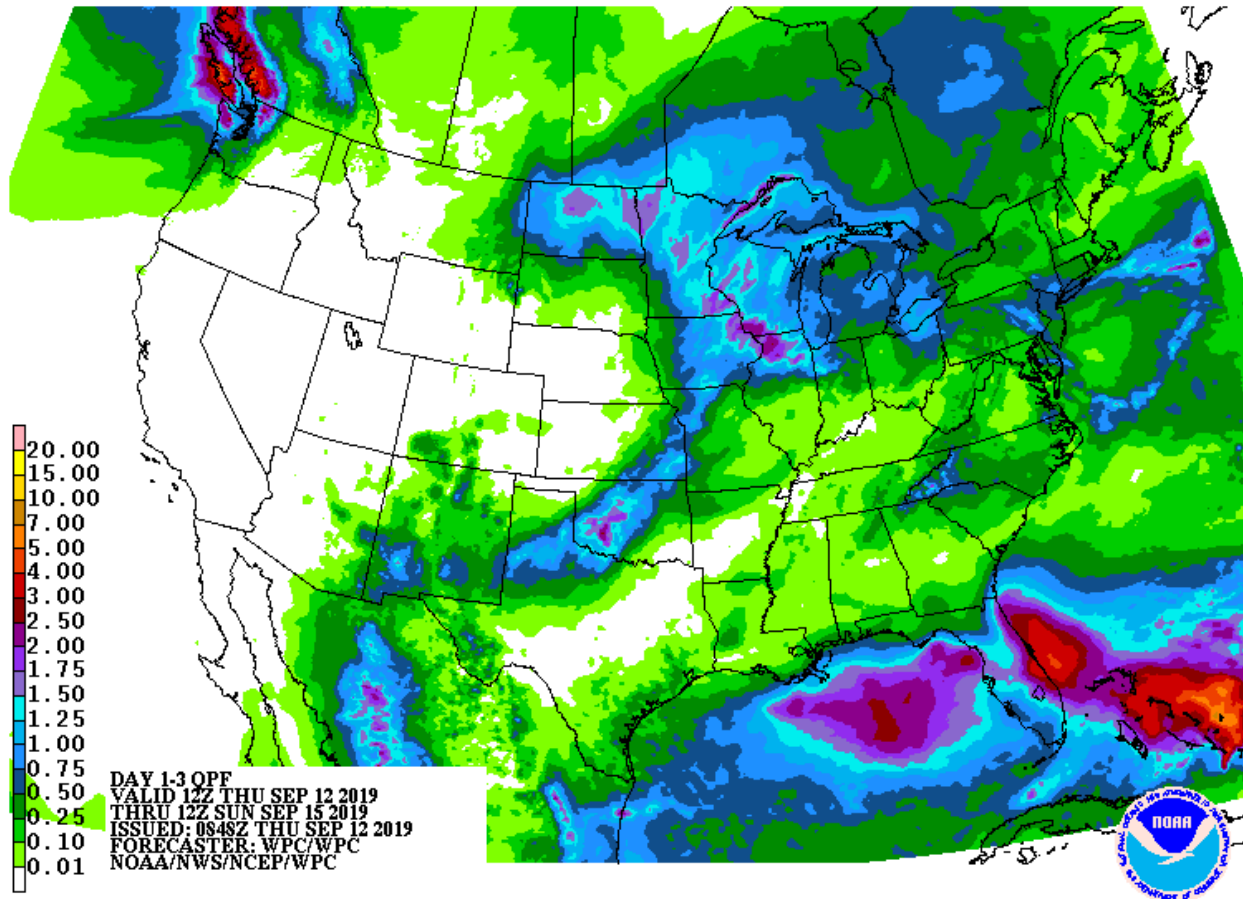 20.00
15.00
10.00
7.00
5.00
4.00
3.00
2.50
2.00
1.75
1.50
1.25
1.00
0.75
0.50
0.25
0.10
0.01
DAY 1-3 QPF
VALID 12Z THU SEP 12 2019
THRU 12Z SUN SEP 15 2019
ISSUED: 0848Z THU SEP 12 2019
FORECASTER: WPC/WPC
NOAA/NWS/NCEP/WPC
NOAA